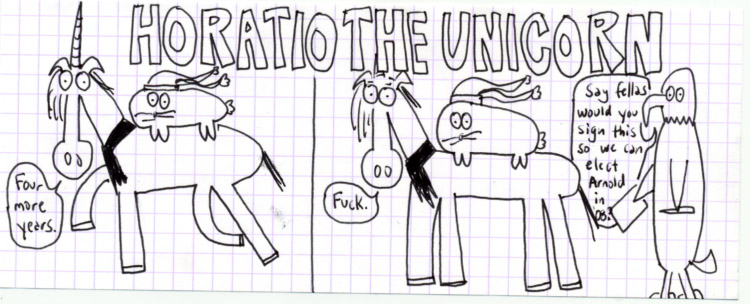 HORATIO THE UNICORN
Four
more
years.
Fuck.
Say fellas
would you
sign this
so we can
elect
Arnold
in
08?